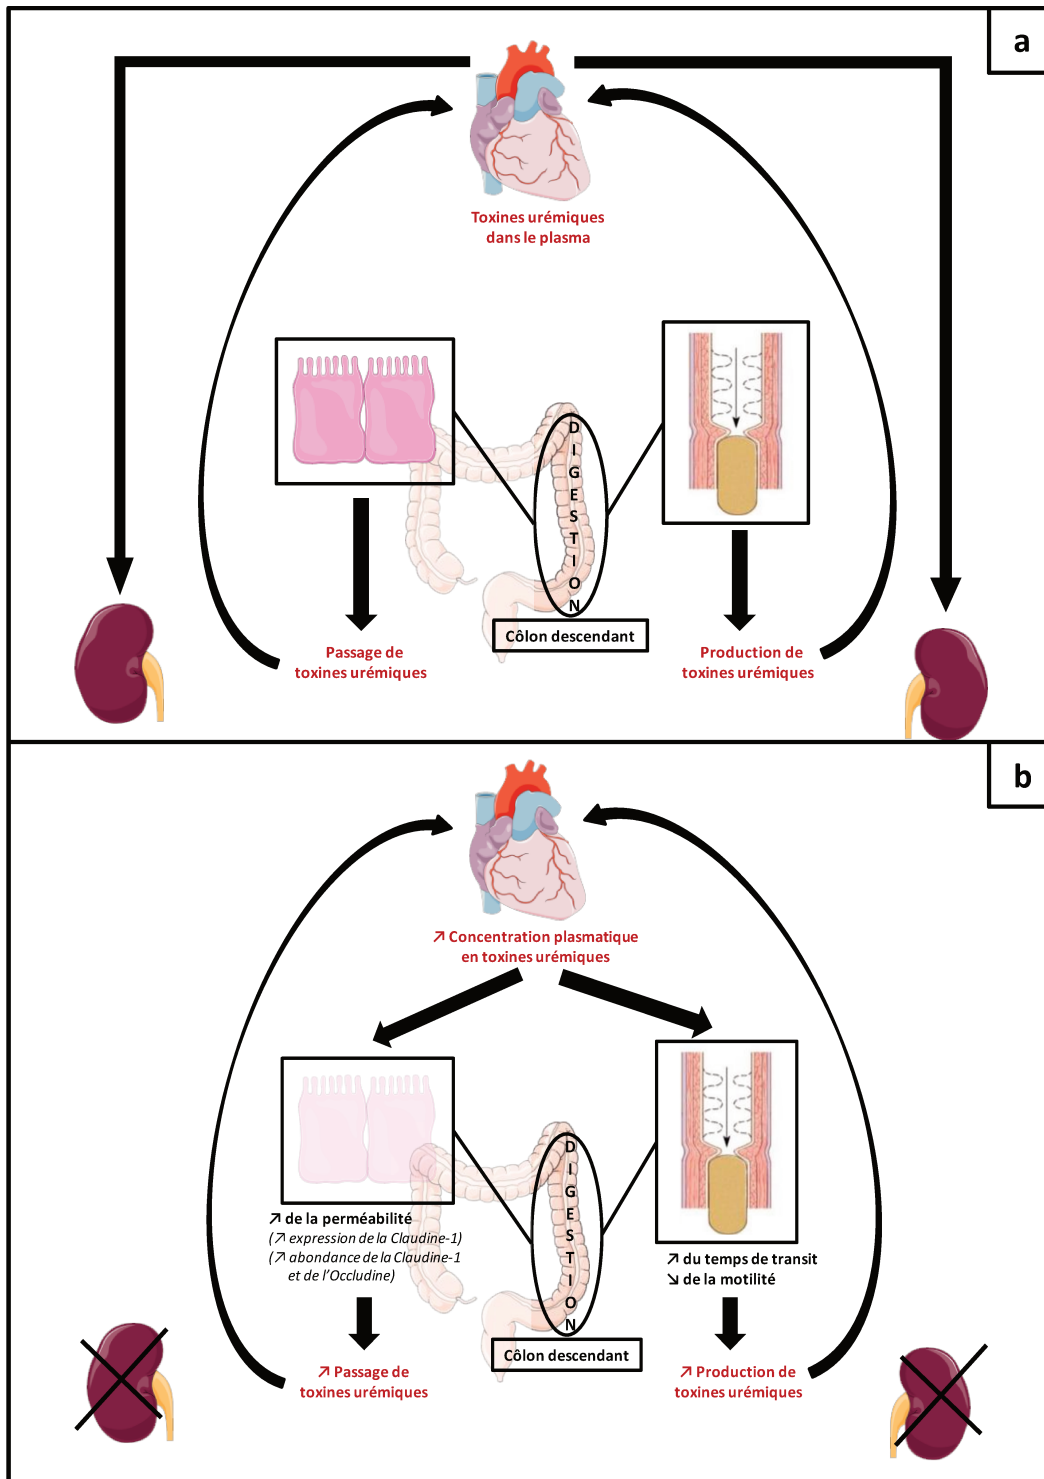 a
Toxines urémiques
dans le plasma
DIGESTION
Côlon descendant
Passage de
toxines urémiques
Production de
toxines urémiques
b
↗ Concentration plasmatique
en toxines urémiques
DIGESTION
↗ de la perméabilité
(↗ expression de la Claudine-1)
(↗ abondance de la Claudine-1
et de l'Occludine)
↗ du temps de transit
↘ de la motilité
Côlon descendant
↗ Passage de
toxines urémiques
↗ Production de
toxines urémiques